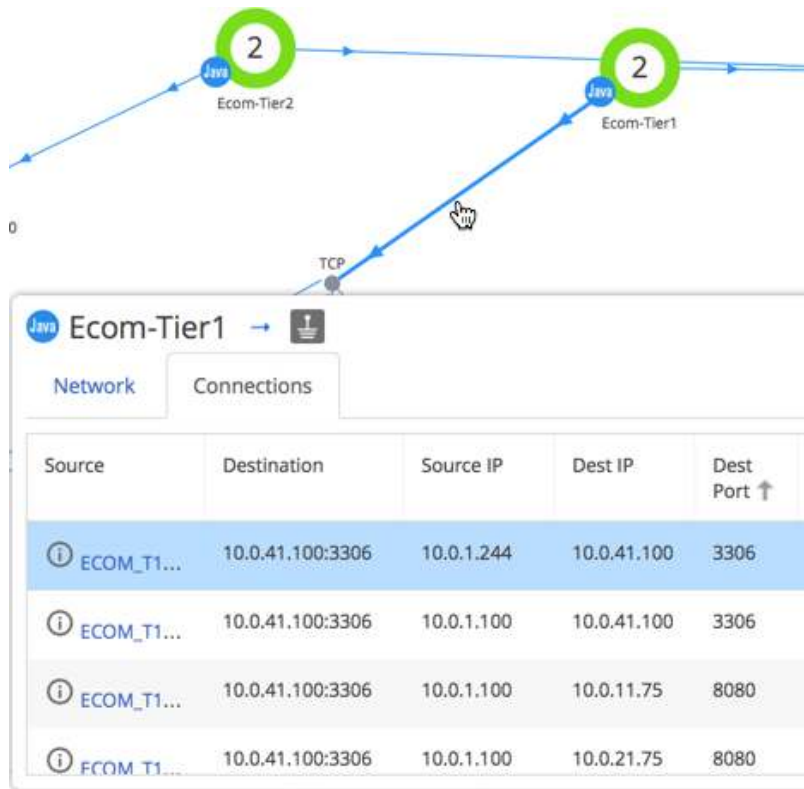 2
Java
Ecom-Tier2
2
Java
Ecom-Tier1
0
TCP
Java Ecom-Tier1
Network Connections
Source Destination Source IP Dest IP Dest Port
ECOM_T1... 10.0.41.100:3306 10.0.1.244 10.0.41.100 3306
ECOM_T1... 10.0.41.100:3306 10.0.1.100 10.0.41.100 3306
ECOM_T1... 10.0.41.100:3306 10.0.1.100 10.0.11.75 8080
ECOM_T1... 10.0.41.100:3306 10.0.1.100 10.0.21.75 8080